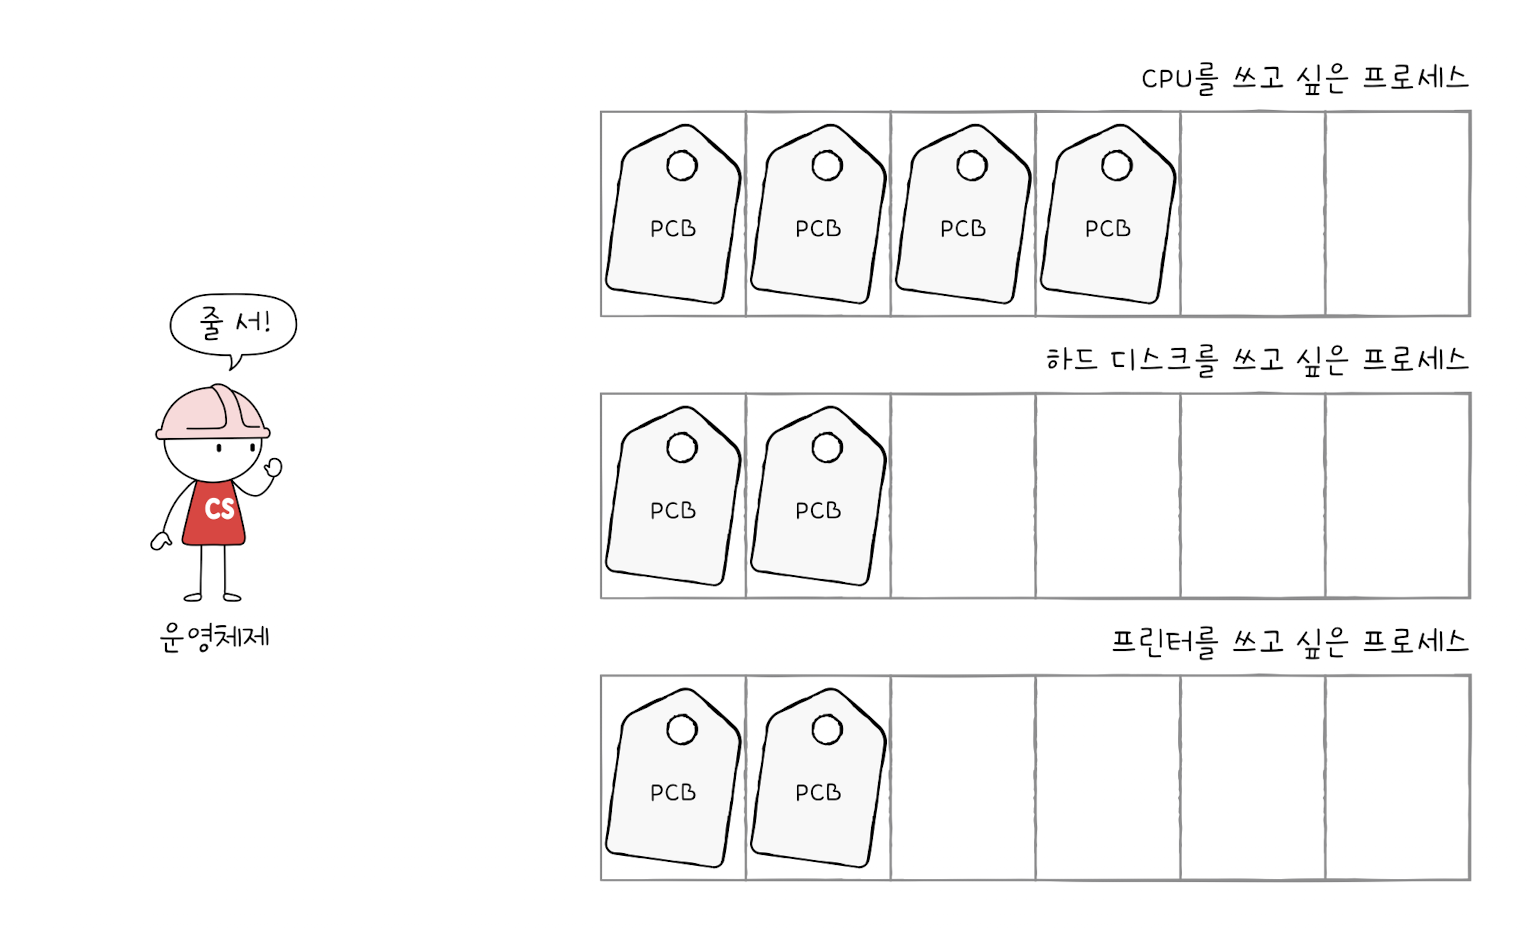 CPU를 쓰고 싶은 프로세스
PCB PCB PCB PCB
줄 서!
하드 디스크를 쓰고 싶은 프로세스
PCB PCB
CS
운영체제
프린터를 쓰고 싶은 프로세스
PCB PCB